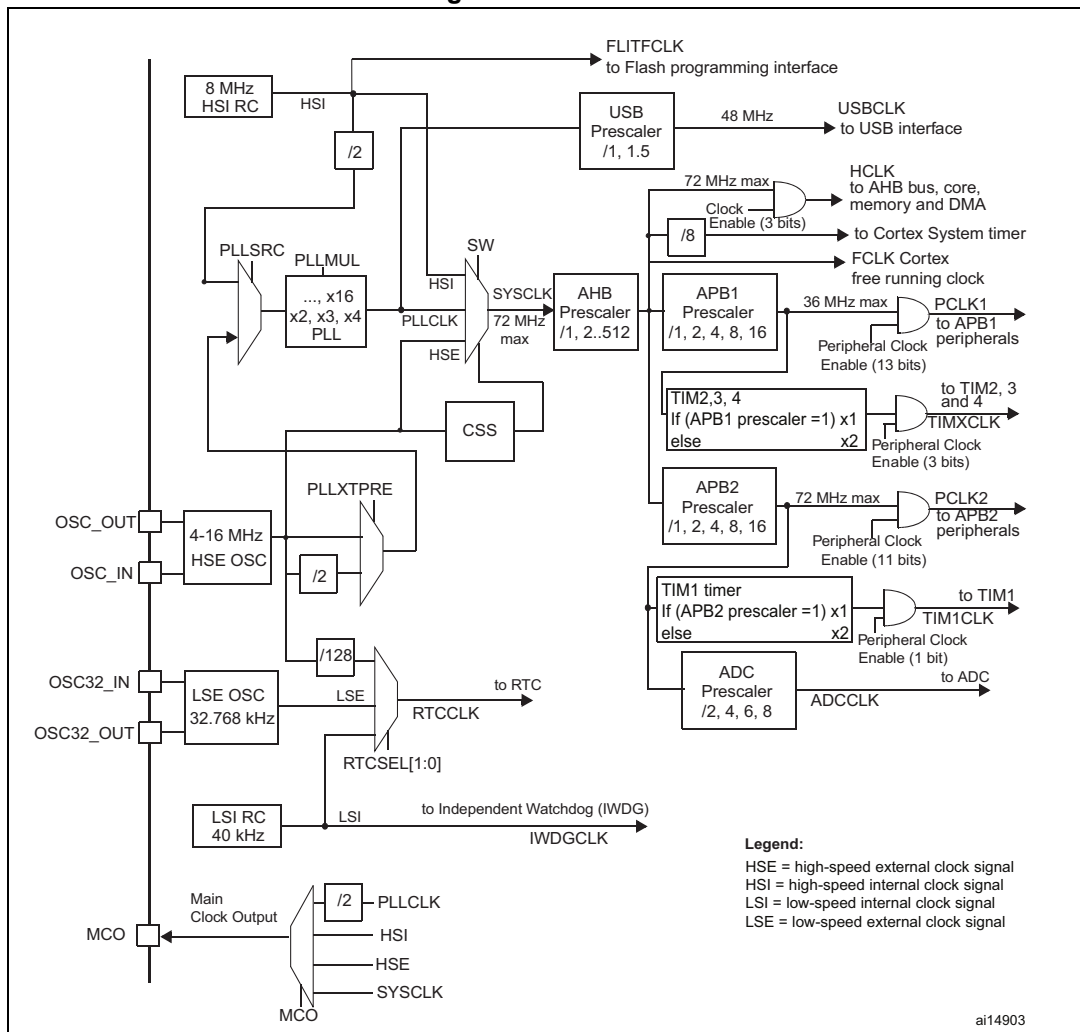 FLITFCLK
to Flash programming interface
8 MHz
HSI RC
HSI
/2
USB
Prescaler
/1, 1.5
48 MHz
USBCLK
to USB interface
72 MHz max
Clock
Enable (3 bits)
HCLK
to AHB bus, core,
memory and DMA
/8
to Cortex System timer
FCLK Cortex
free running clock
PLLSRC
PLLMUL
..., x16
x2, x3, x4
PLL
SW
HSI
PLLCLK
HSE
SYSCLK
72 MHz
max
AHB
Prescaler
/1, 2..512
APB1
Prescaler
/1, 2, 4, 8, 16
36 MHz max
PCLK1
to APB1
peripherals
Peripheral Clock
Enable (13 bits)
TIM2,3, 4
If (APB1 prescaler =1) x1
else x2
to TIM2, 3
and 4
TIMXCLK
Peripheral Clock
Enable (3 bits)
CSS
PLLXTPRE
OSC_OUT
OSC_IN
4-16 MHz
HSE OSC
/2
APB2
Prescaler
/1, 2, 4, 8, 16
72 MHz max
PCLK2
to APB2
peripherals
Peripheral Clock
Enable (11 bits)
TIM1 timer
If (APB2 prescaler =1) x1
else x2
to TIM1
TIM1CLK
Peripheral Clock
Enable (1 bit)
/128
OSC32_IN
OSC32_OUT
LSE OSC
32.768 kHz
LSE
to RTC
RTCCLK
RTCSEL[1:0]
ADC
Prescaler
/2, 4, 6, 8
to ADC
ADCCLK
LSI RC
40 kHz
LSI
to Independent Watchdog (IWDG)
IWDGCLK
Legend:
HSE = high-speed external clock signal
HSI = high-speed internal clock signal
LSI = low-speed internal clock signal
LSE = low-speed external clock signal
Main
Clock Output
MCO
/2
PLLCLK
HSI
HSE
SYSCLK
MCO
ai14903